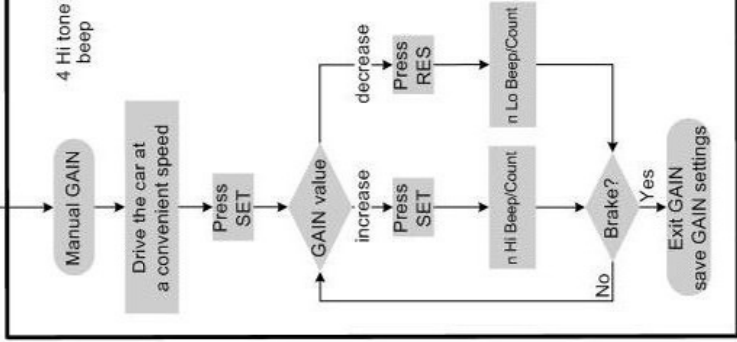 4 Hi tone
beep
Manual GAIN
Drive the car at
a convenient speed
Press
SET
GAIN value
increase
decrease
Press
SET
Press
RES
n Hi Beep/Count
n Lo Beep/Count
Brake?
No
Yes
Exit GAIN
save GAIN settings